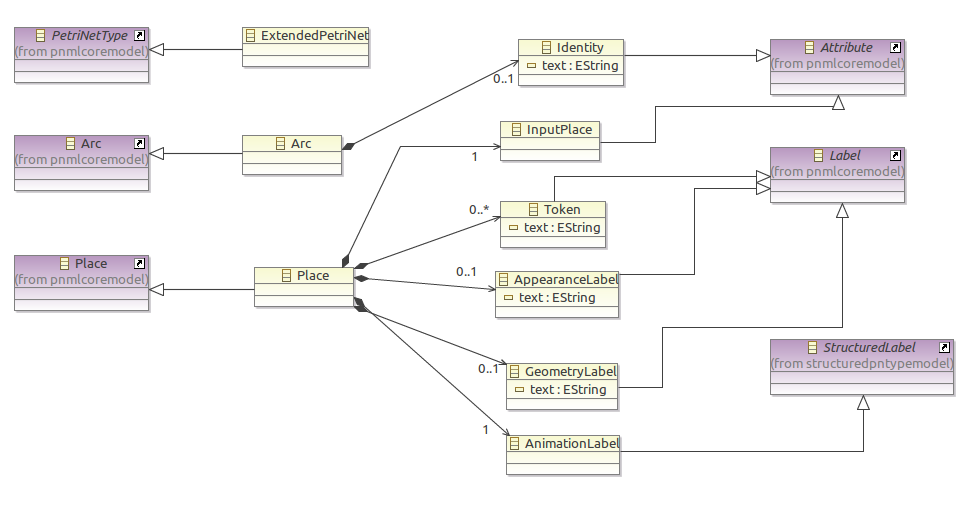 PetriNetType
(from pnmlcoremodel)
ExtendedPetriNet
Identity
text : EString
0..1
Attribute
(from pnmlcoremodel)
Arc
(from pnmlcoremodel)
Arc
InputPlace
1
Label
(from pnmlcoremodel)
Token
text : EString
0..*
Place
(from pnmlcoremodel)
Place
AppearanceLabel
text : EString
0..1
GeometryLabel
text : EString
0..1
StructuredLabel
(from structuredpntypemodel)
AnimationLabel
1